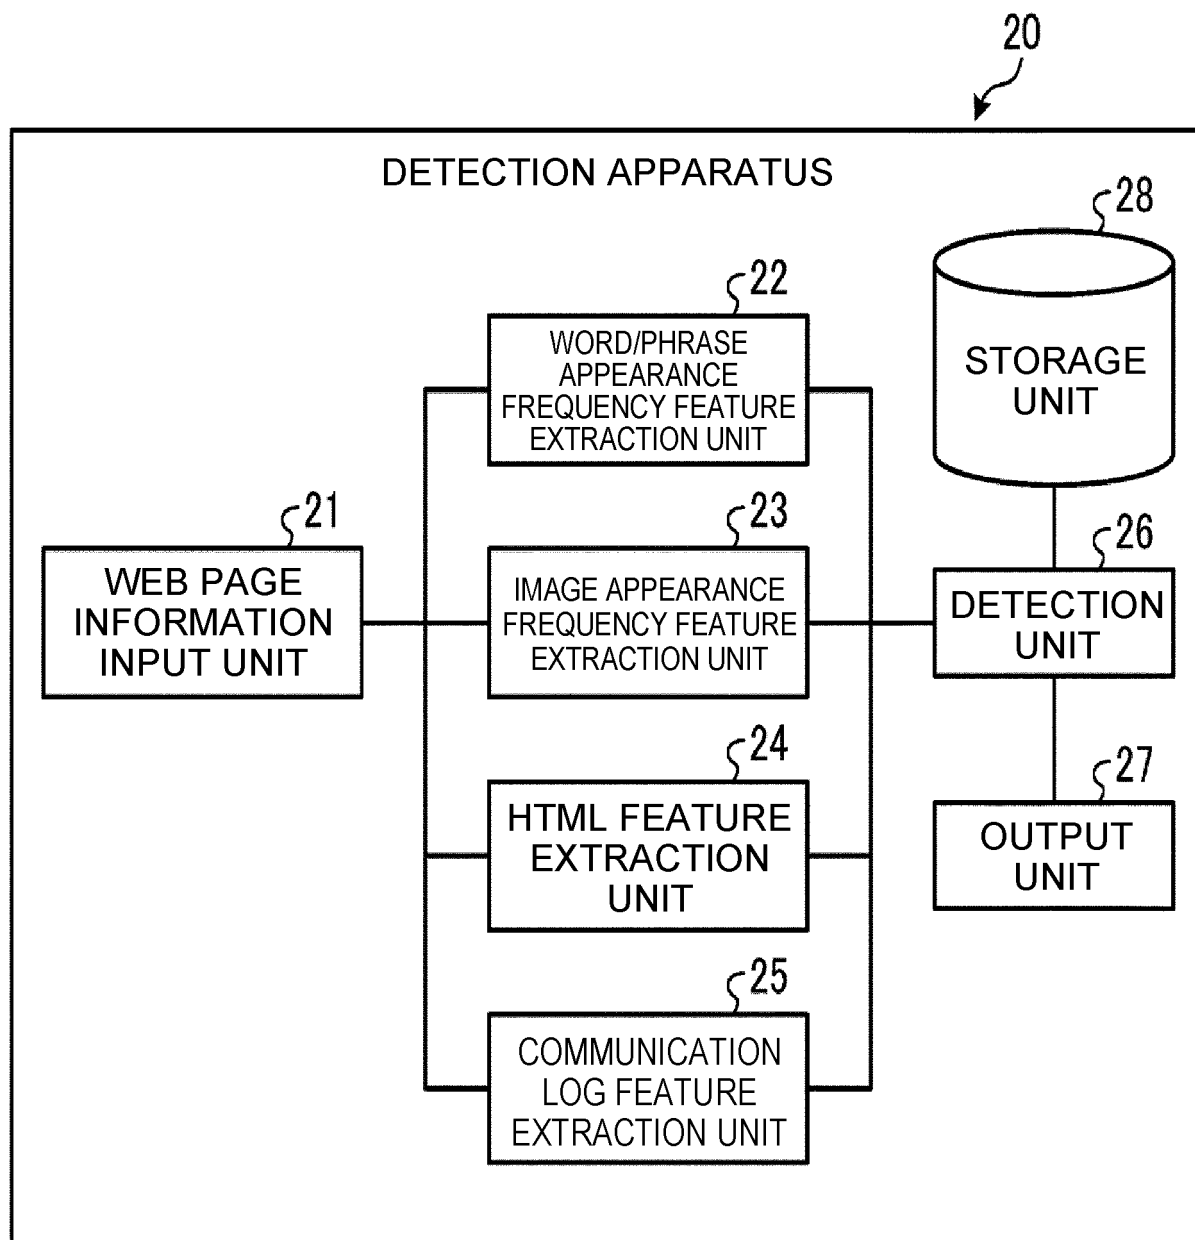 20
DETECTION APPARATUS
28
STORAGE
UNIT
22
WORD/PHRASE
APPEARANCE
FREQUENCY FEATURE
EXTRACTION UNIT
21
WEB PAGE
INFORMATION
INPUT UNIT
23
IMAGE APPEARANCE
FREQUENCY FEATURE
EXTRACTION UNIT
26
DETECTION
UNIT
24
HTML FEATURE
EXTRACTION
UNIT
27
OUTPUT
UNIT
25
COMMUNICATION
LOG FEATURE
EXTRACTION UNIT